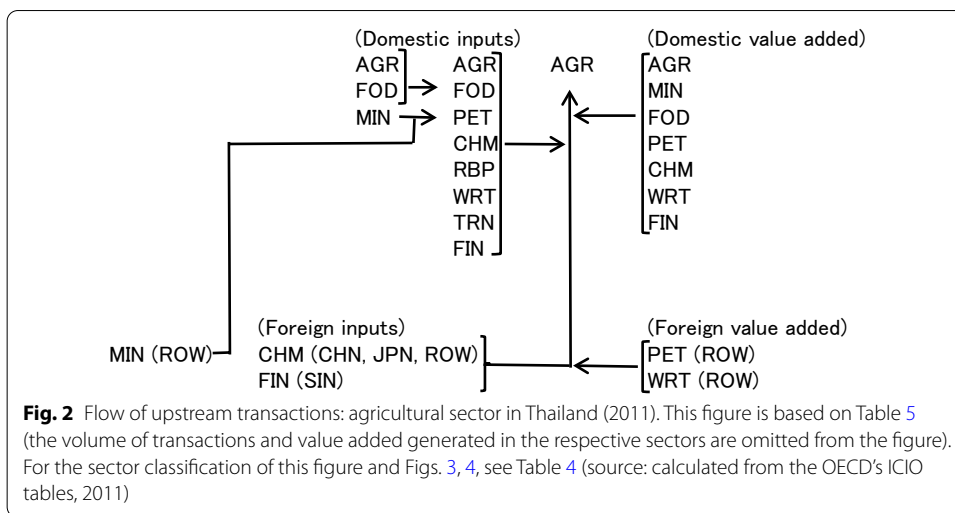 (Domestic inputs)
(Domestic value added)
AGR
FOD
MIN
AGR
FOD
PET
CHM
RBP
WRT
TRN
FIN
AGR
AGR
MIN
FOD
PET
CHM
WRT
FIN
MIN (ROW)
(Foreign inputs)
CHM (CHN, JPN, ROW)
FIN (SIN)
(Foreign value added)
PET (ROW)
WRT (ROW)
Fig. 2 Flow of upstream transactions: agricultural sector in Thailand (2011). This figure is based on Table 5
(the volume of transactions and value added generated in the respective sectors are omitted from the figure).
For the sector classification of this figure and Figs. 3, 4, see Table 4 (source: calculated from the OECD's ICIO
tables, 2011)